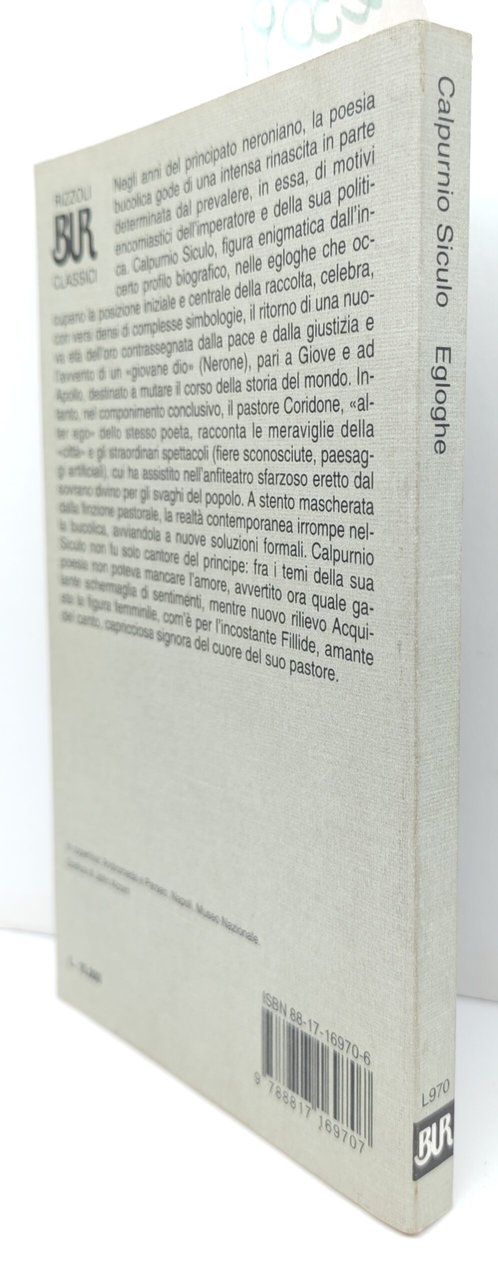 RIZZOLI
BUR
CLASSICI
Negli anni del principato neroniano, la poesia
bucolica gode di una intensa rinascita in parte
determinata dal prevalere, in essa, di motivi
encomiastici dell'imperatore e della sua politi-
ca. Calpurnio Siculo, figura enigmatica dall'in-
certo profilo biografico, nelle egloghe che oc-
cupano la posizione iniziale e centrale della raccolta, celebra,
con versi densi di complesse simbologie, il ritorno di una nuo-
va età dell'oro contrassegnata dalla pace e dalla giustizia e
l'avvento di un «giovane dio» (Nerone), pari a Giove e ad
Apollo, destinato a mutare il corso della storia del mondo. In-
tanto, nel componimento conclusivo, il pastore Coridone, «al-
ter ego» dello stesso poeta, racconta le meraviglie della
«città» e gli straordinari spettacoli (fiere sconosciute, paesag-
gi artificiali), cui ha assistito nell'anfiteatro sfarzoso eretto dal
sovrano divino per gli svaghi del popolo. A stento mascherata
dalla finzione pastorale, la realtà contemporanea irrompe nel-
la bucolica, avviandola a nuove soluzioni formali. Calpurnio
Siculo non fu solo cantore del principe: fra i temi della sua
poesia non poteva mancare l'amore, avvertito ora quale ga-
lante schermaglia di sentimenti, mentre nuovo rilievo Acqui-
sta la figura femminile, com'è per l'incostante Fillide, amante
del canto, capricciosa signora del cuore del suo pastore.
In copertina: Andromeda e Perseo, Napoli, Museo Nazionale.
ISBN 88-17-16970-6
9 788817 169707
Calpurnio Siculo Egloghe
L970
BUR